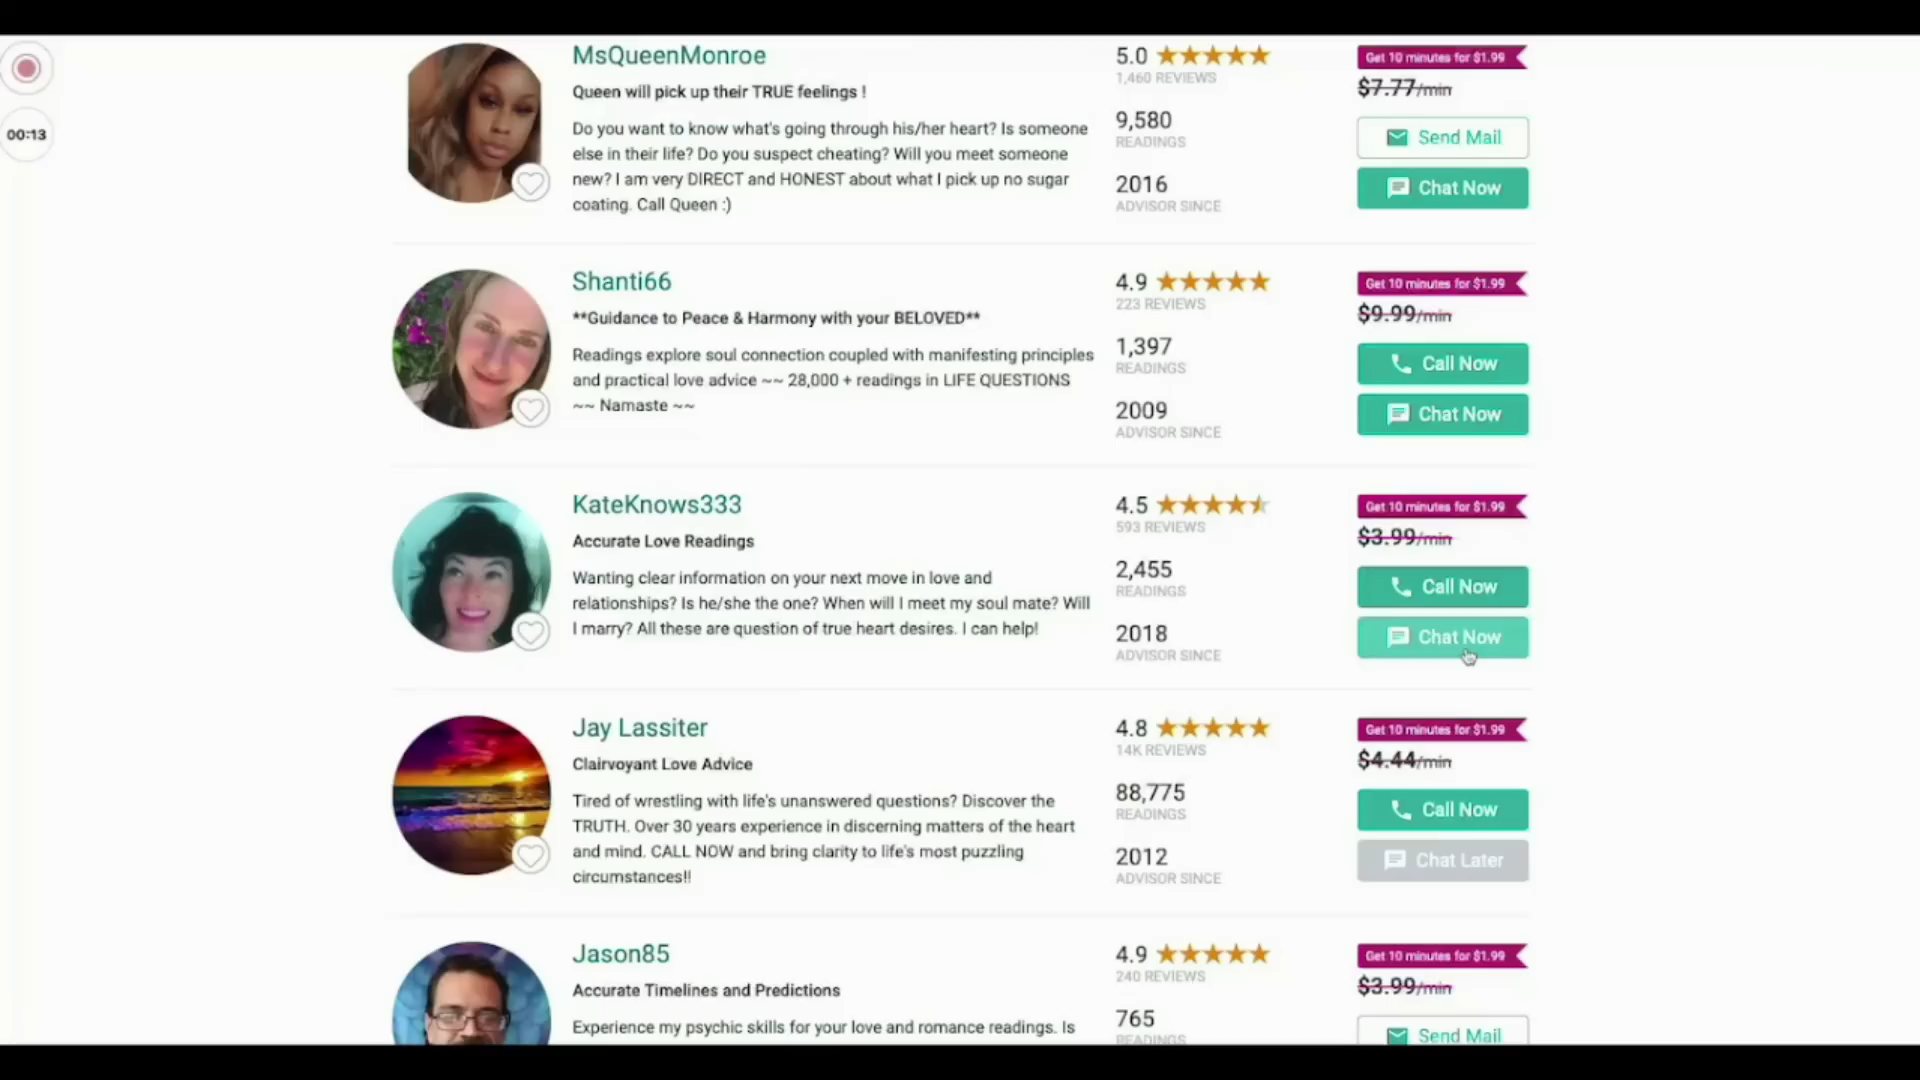 00:13
MsQueenMonroe
Queen will pick up their TRUE feelings !
Do you want to know what's going through his/her heart? Is someone
else in their life? Do you suspect cheating? Will you meet someone
new? I am very DIRECT and HONEST about what I pick up no sugar
coating. Call Queen :)
5.0
1,460 REVIEWS
9,580
READINGS
2016
ADVISOR SINCE
Get 10 minutes for $1.99
$7.77/min
Send Mail
Chat Now
Shanti66
**Guidance to Peace & Harmony with your BELOVED**
Readings explore soul connection coupled with manifesting principles
and practical love advice ~~ 28,000 + readings in LIFE QUESTIONS
~~ Namaste ~~
4.9
223 REVIEWS
1,397
READINGS
2009
ADVISOR SINCE
Get 10 minutes for $1.99
$9.99/min
Call Now
Chat Now
KateKnows333
Accurate Love Readings
Wanting clear information on your next move in love and
relationships? Is he/she the one? When will I meet my soul mate? Will
I marry? All these are question of true heart desires. I can help!
4.5
593 REVIEWS
2,455
READINGS
2018
ADVISOR SINCE
Get 10 minutes for $1.99
$3.99/min
Call Now
Chat Now
Jay Lassiter
Clairvoyant Love Advice
Tired of wrestling with life's unanswered questions? Discover the
TRUTH. Over 30 years experience in discerning matters of the heart
and mind. CALL NOW and bring clarity to life's most puzzling
circumstances!!
4.8
14K REVIEWS
88,775
READINGS
2012
ADVISOR SINCE
Get 10 minutes for $1.99
$4.44/min
Call Now
Chat Later
Jason85
Accurate Timelines and Predictions
Experience my psychic skills for your love and romance readings. Is
4.9
240 REVIEWS
765
READINGS
Get 10 minutes for $1.99
$3.99/min
Send Mail